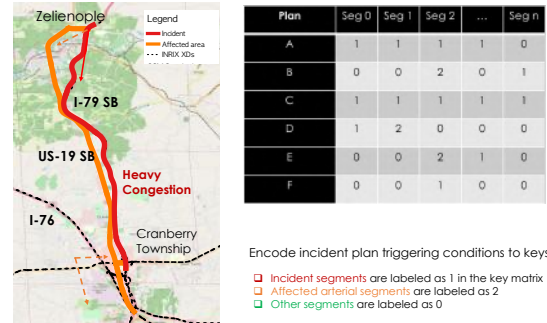 Zelienople
Legend
Incident
Affected area
INRIX XDs
I-79 SB
US-19 SB
Heavy
Congestion
I-76
Cranberry
Township
Plan Seg 0 Seg 1 Seg 2 ... Seg n
A 1 1 1 1 0
B 0 0 2 0 1
C 1 1 1 1 1
D 1 2 0 0 0
E 0 0 2 1 0
F 0 0 1 0 0
Encode incident plan triggering conditions to keys
Incident segments are labeled as 1 in the key matrix
Affected arterial segments are labeled as 2
Other segments are labeled as 0